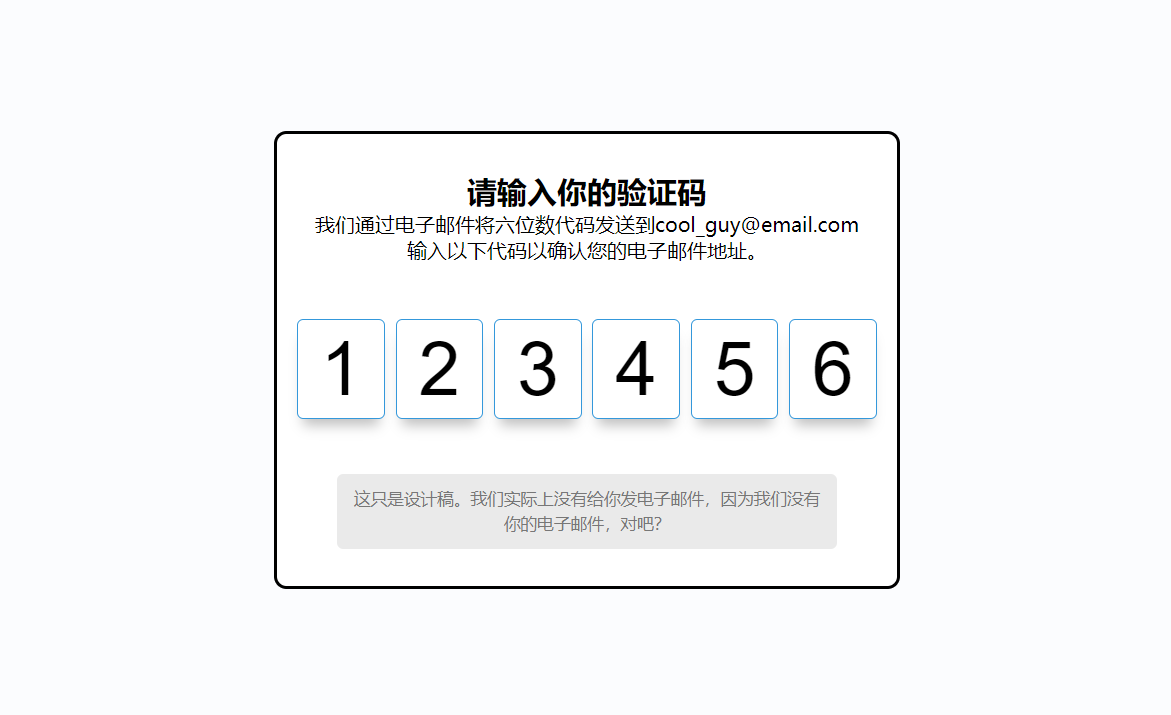 请输入你的验证码
我们通过电子邮件将六位数代码发送到cool_guy@email.com
输入以下代码以确认您的电子邮件地址。
1 2 3 4 5 6
这只是设计稿。我们实际上没有给你发电子邮件，因为我们没有
你的电子邮件，对吧？